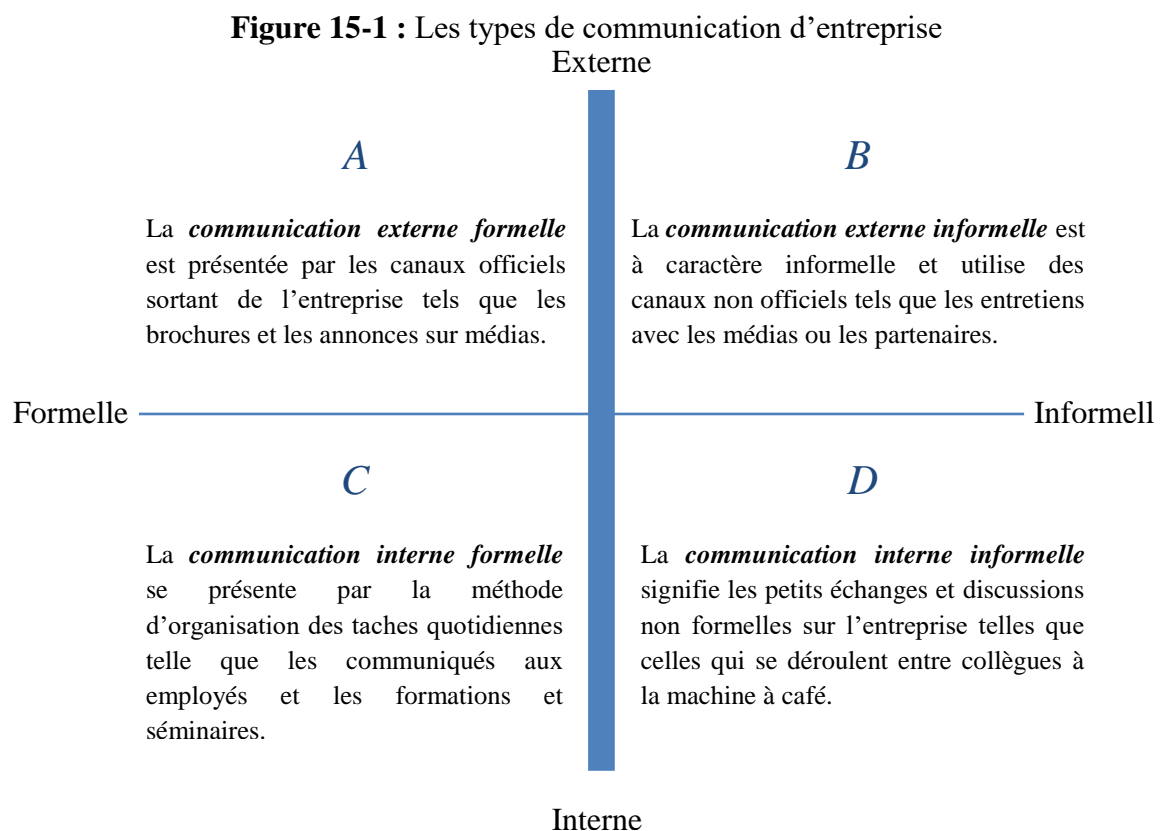 Figure 15-1 : Les types de communication d’entreprise
Externe
A
La communication externe formelle
est présentée par les canaux officiels
sortant de l’entreprise tels que les
brochures et les annonces sur médias.
B
La communication externe informelle est
à caractère informelle et utilise des
canaux non officiels tels que les entretiens
avec les médias ou les partenaires.
Formelle
Informell
C
La communication interne formelle
se présente par la méthode
d’organisation des taches quotidiennes
telle que les communiqués aux
employés et les formations et
séminaires.
D
La communication interne informelle
signifie les petits échanges et discussions
non formelles sur l’entreprise telles que
celles qui se déroulent entre collègues à
la machine à café.
Interne